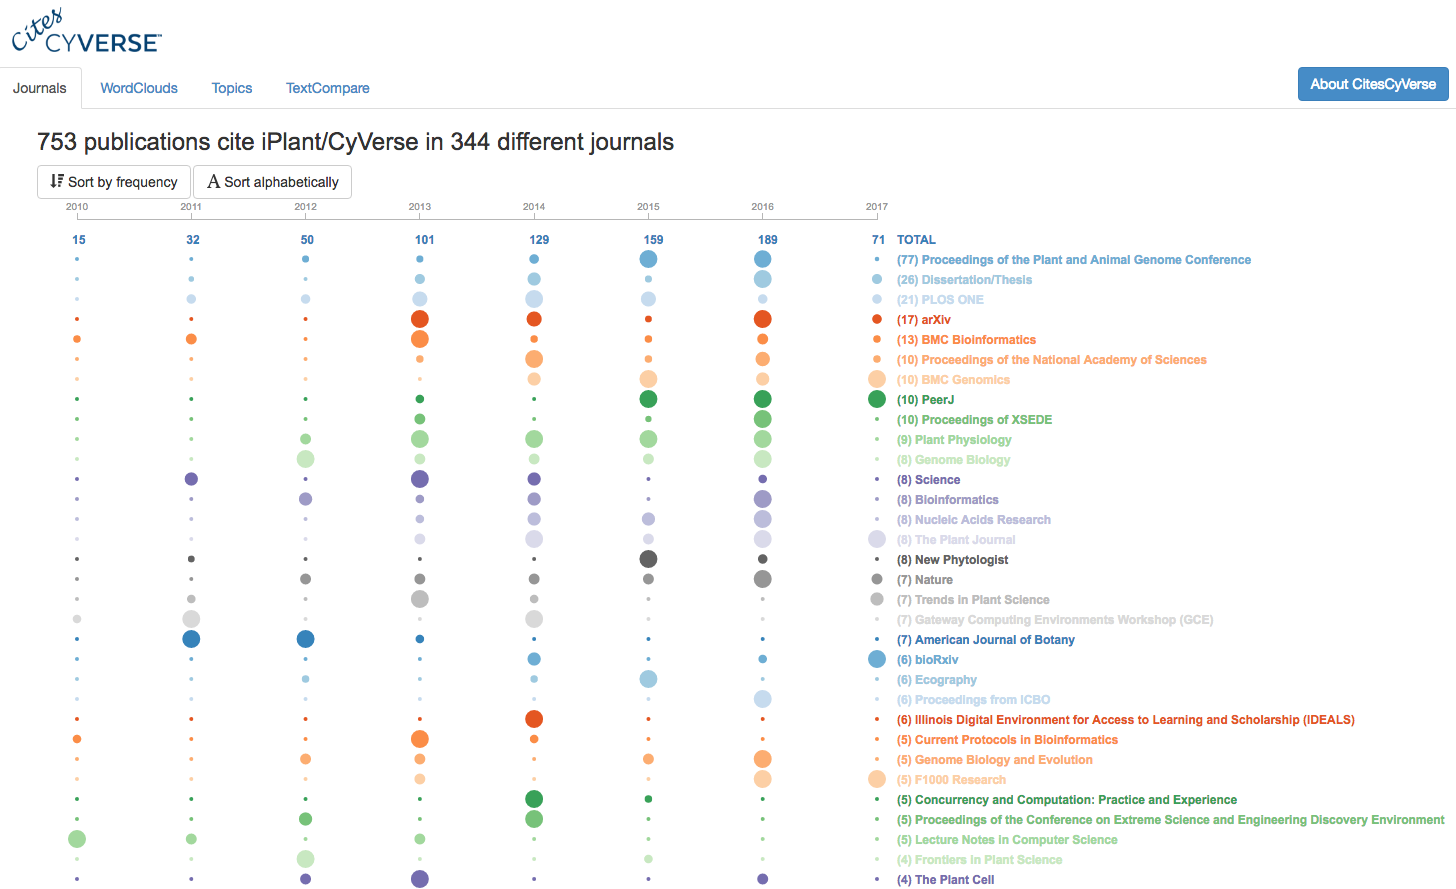 Cites
CYVERSE™
Journals WordClouds Topics TextCompare About CitesCyVerse
753 publications cite iPlant/CyVerse in 344 different journals
Sort by frequency A Sort alphabetically
2010 2011 2012 2013 2014 2015 2016 2017
15 32 50 101 129 159 189 71 TOTAL
(77) Proceedings of the Plant and Animal Genome Conference
(26) Dissertation/Thesis
(21) PLOS ONE
(17) arXiv
(13) BMC Bioinformatics
(10) Proceedings of the National Academy of Sciences
(10) BMC Genomics
(10) PeerJ
(10) Proceedings of XSEDE
(9) Plant Physiology
(8) Genome Biology
(8) Science
(8) Bioinformatics
(8) Nucleic Acids Research
(8) The Plant Journal
(8) New Phytologist
(7) Nature
(7) Trends in Plant Science
(7) Gateway Computing Environments Workshop (GCE)
(7) American Journal of Botany
(6) bioRxiv
(6) Ecography
(6) Proceedings from ICBO
(6) Illinois Digital Environment for Access to Learning and Scholarship (IDEALS)
(5) Current Protocols in Bioinformatics
(5) Genome Biology and Evolution
(5) F1000 Research
(5) Concurrency and Computation: Practice and Experience
(5) Proceedings of the Conference on Extreme Science and Engineering Discovery Environment
(5) Lecture Notes in Computer Science
(4) Frontiers in Plant Science
(4) The Plant Cell